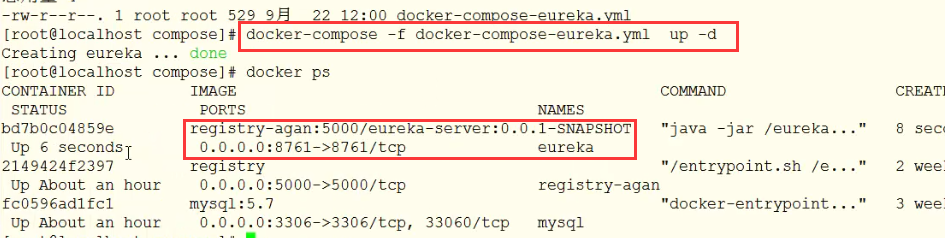 -rw-r--r--. 1 root root 529 9月  22 12:00 docker-compose-eureka.yml
[root@localhost compose]# docker-compose -f docker-compose-eureka.yml  up -d
Creating eureka ... done
[root@localhost compose]# docker ps
CONTAINER ID        IMAGE                                            COMMAND                  CREATE
 STATUS              PORTS                               NAMES
bd7b0c04859e        registry-agan:5000/eureka-server:0.0.1-SNAPSHOT   "java -jar /eureka..."   8 seco
 Up 6 seconds        0.0.0.0:8761->8761/tcp              eureka
2149424f2397        registry                                         "/entrypoint.sh /e..."   2 week
 Up About an hour    0.0.0.0:5000->5000/tcp              registry-agan
fc0596ad1fc1        mysql:5.7                                        "docker-entrypoint..."   3 week
 Up About an hour    0.0.0.0:3306->3306/tcp, 33060/tcp   mysql